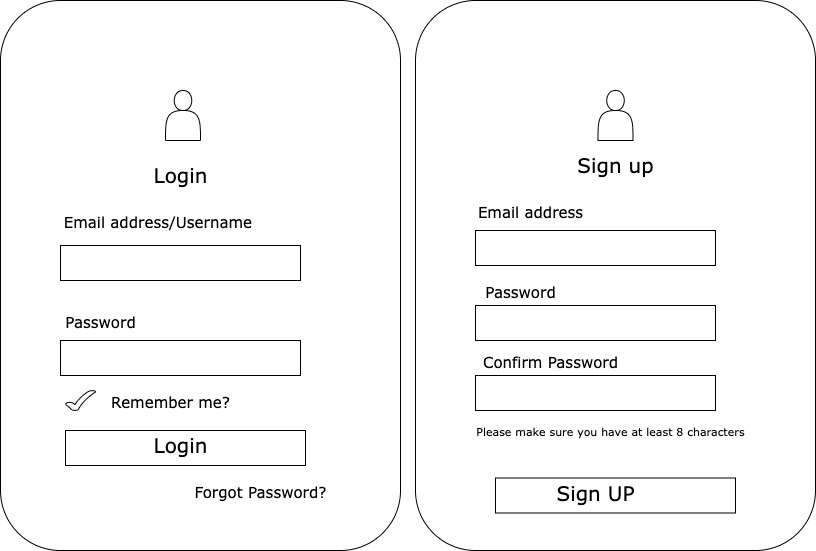 Login
Email address/Username
Password
Remember me?
Login
Forgot Password?
Sign up
Email address
Password
Confirm Password
Please make sure you have at least 8 characters
Sign UP